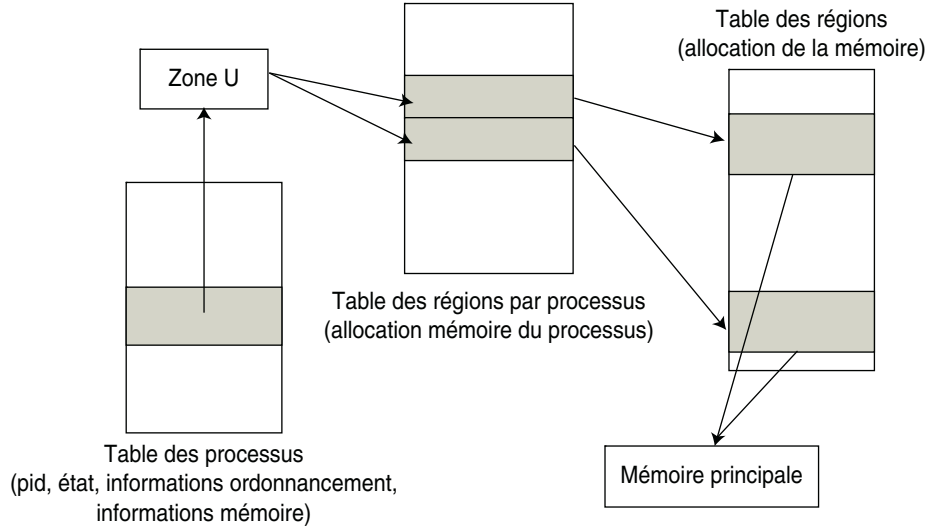 Table des régions
(allocation de la mémoire)
Zone U
Table des régions par processus
(allocation mémoire du processus)
Table des processus
(pid, état, informations ordonnancement,
informations mémoire)
Mémoire principale